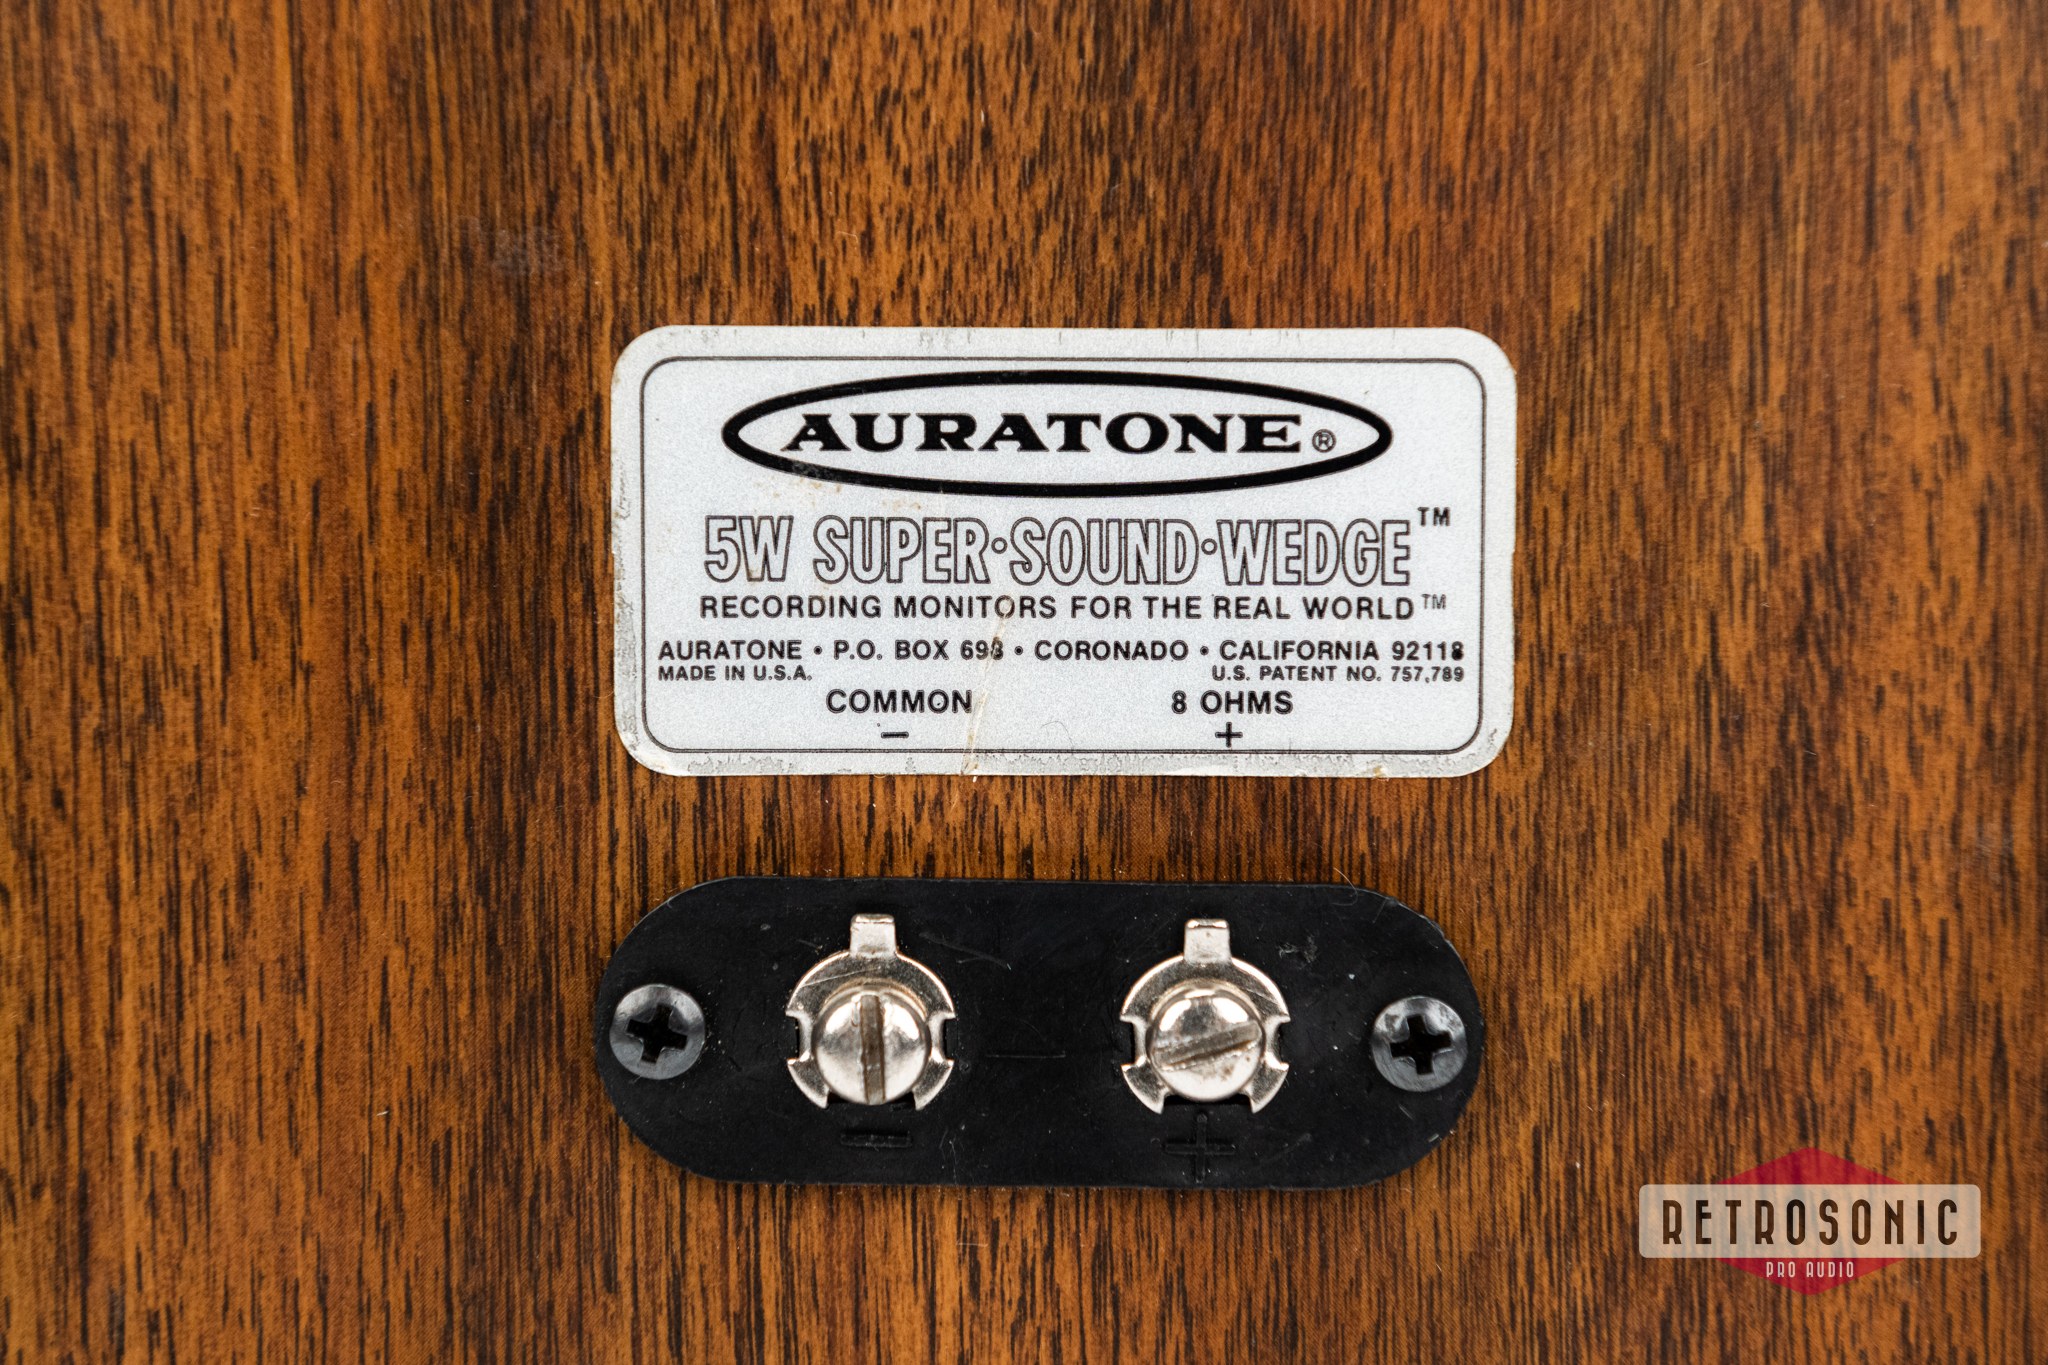 AURATONE®
5W SUPER·SOUND·WEDGE™
RECORDING MONITORS FOR THE REAL WORLD™
AURATONE • P.O. BOX 698 • CORONADO • CALIFORNIA 92118
MADE IN U.S.A. U.S. PATENT NO. 757,789
COMMON 8 OHMS
− +
− +
RETROSONIC
PRO AUDIO